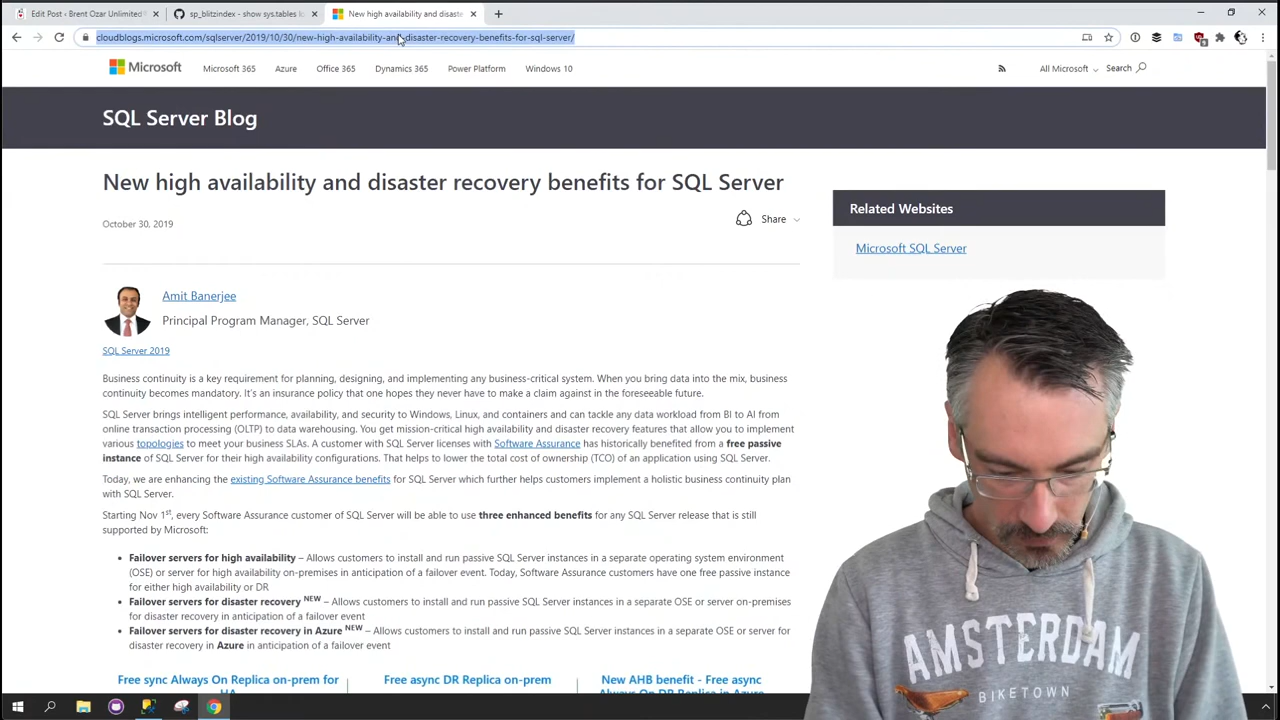 Edit Post ‹ Brent Ozar Unlimited
sp_blitzindex - show sys.tables l
New high availability and disaste
cloudblogs.microsoft.com/sqlserver/2019/10/30/new-high-availability-and-disaster-recovery-benefits-for-sql-server/
Microsoft Microsoft 365 Azure Office 365 Dynamics 365 Power Platform Windows 10 All Microsoft Search
SQL Server Blog
New high availability and disaster recovery benefits for SQL Server
October 30, 2019
Share
Related Websites
Microsoft SQL Server
Amit Banerjee
Principal Program Manager, SQL Server
SQL Server 2019
Business continuity is a key requirement for planning, designing, and implementing any business-critical system. When you bring data into the mix, business
continuity becomes mandatory. It's an insurance policy that one hopes they never have to make a claim against in the foreseeable future.
SQL Server brings intelligent performance, availability, and security to Windows, Linux, and containers and can tackle any data workload from BI to AI from
online transaction processing (OLTP) to data warehousing. You get mission-critical high availability and disaster recovery features that allow you to implement
various topologies to meet your business SLAs. A customer with SQL Server licenses with Software Assurance has historically benefited from a free passive
instance of SQL Server for their high availability configurations. That helps to lower the total cost of ownership (TCO) of an application using SQL Server.
Today, we are enhancing the existing Software Assurance benefits for SQL Server which further helps customers implement a holistic business continuity plan
with SQL Server.
Starting Nov 1st, every Software Assurance customer of SQL Server will be able to use three enhanced benefits for any SQL Server release that is still
supported by Microsoft:
• Failover servers for high availability – Allows customers to install and run passive SQL Server instances in a separate operating system environment
(OSE) or server for high availability on-premises in anticipation of a failover event. Today, Software Assurance customers have one free passive instance
for either high availability or DR
• Failover servers for disaster recovery NEW – Allows customers to install and run passive SQL Server instances in a separate OSE or server on-premises
for disaster recovery in anticipation of a failover event
• Failover servers for disaster recovery in Azure NEW – Allows customers to install and run passive SQL Server instances in a separate OSE or server for
disaster recovery in Azure in anticipation of a failover event
Free sync Always On Replica on-prem for
HA
Free async DR Replica on-prem
New AHB benefit - Free async
Always On DR Replica in Azure
AMSTERDAM
BIKETOWN